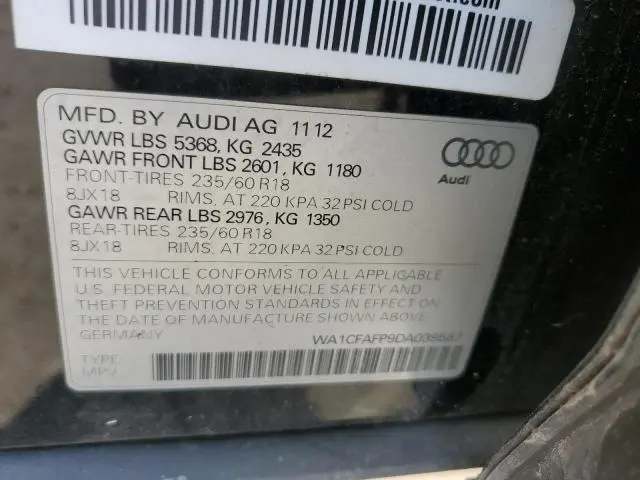 MFD. BY AUDI AG 11 12
GVWR LBS 5368, KG 2435
GAWR FRONT LBS 2601, KG 1180
FRONT-TIRES 235/60 R18
8JX18 RIMS, AT 220 KPA 32 PSI COLD
GAWR REAR LBS 2976, KG 1350
REAR-TIRES 235/60 R18
8JX18 RIMS, AT 220 KPA 32 PSI COLD
Audi
THIS VEHICLE CONFORMS TO ALL APPLICABLE
U.S. FEDERAL MOTOR VEHICLE SAFETY AND
THEFT PREVENTION STANDARDS IN EFFECT ON
THE DATE OF MANUFACTURE SHOWN ABOVE
GERMANY
TYPE:
MPV